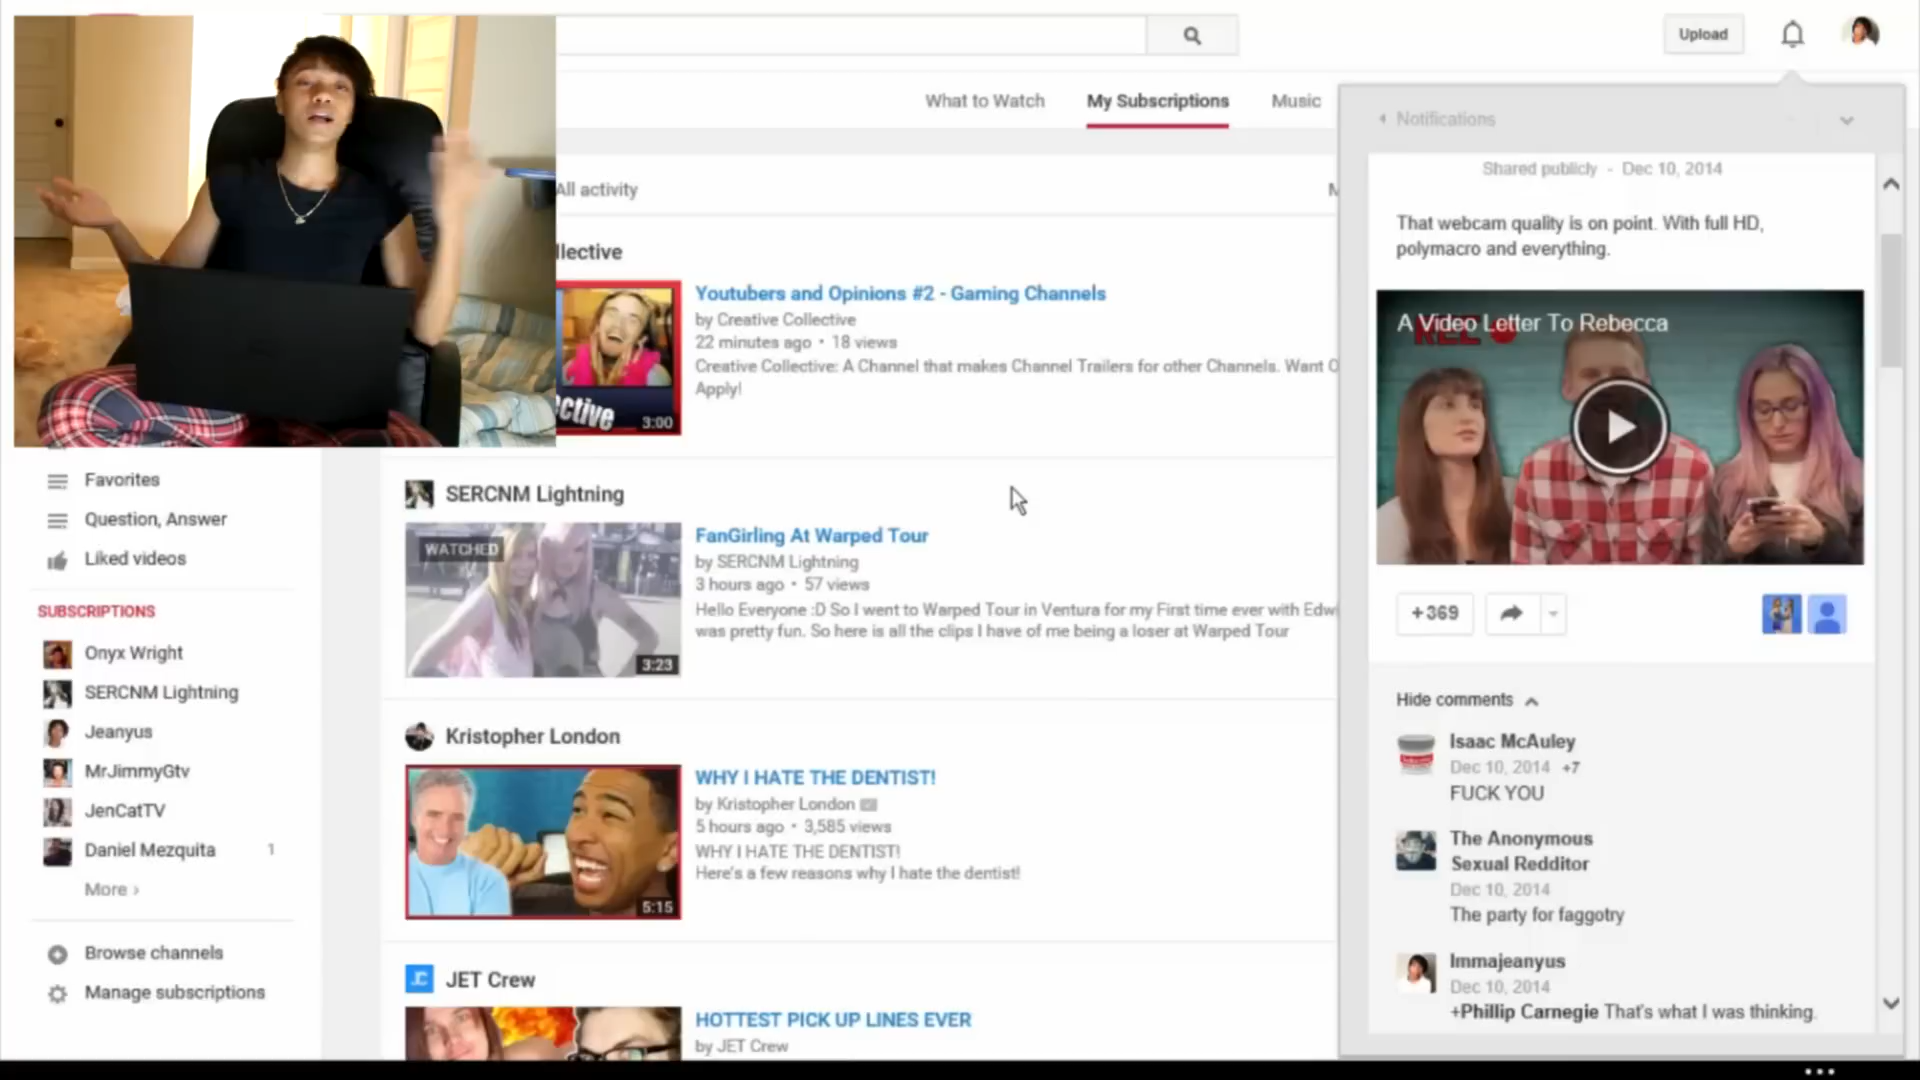 Upload
What to Watch
My Subscriptions
Music
Notifications
All activity
Shared publicly - Dec 10, 2014
That webcam quality is on point. With full HD,
polymacro and everything.
A Video Letter To Rebecca
REC
+369
Hide comments
Isaac McAuley
Dec 10, 2014 +7
FUCK YOU
The Anonymous
Sexual Redditor
Dec 10, 2014
The party for faggotry
Immajeanyus
Dec 10, 2014
+Phillip Carnegie That's what I was thinking.
llective
Youtubers and Opinions #2 - Gaming Channels
by Creative Collective
22 minutes ago • 18 views
Creative Collective: A Channel that makes Channel Trailers for other Channels. Want O
Apply!
ective
3:00
SERCNM Lightning
WATCHED
3:23
FanGirling At Warped Tour
by SERCNM Lightning
3 hours ago • 57 views
Hello Everyone :D So I went to Warped Tour in Ventura for my First time ever with Edwi
was pretty fun. So here is all the clips I have of me being a loser at Warped Tour
Kristopher London
5:15
WHY I HATE THE DENTIST!
by Kristopher London
5 hours ago • 3,585 views
WHY I HATE THE DENTIST!
Here's a few reasons why I hate the dentist!
JC
JET Crew
HOTTEST PICK UP LINES EVER
by JET Crew
Favorites
Question, Answer
Liked videos
SUBSCRIPTIONS
Onyx Wright
SERCNM Lightning
Jeanyus
MrJimmyGtv
JenCatTV
Daniel Mezquita 1
More ›
Browse channels
Manage subscriptions